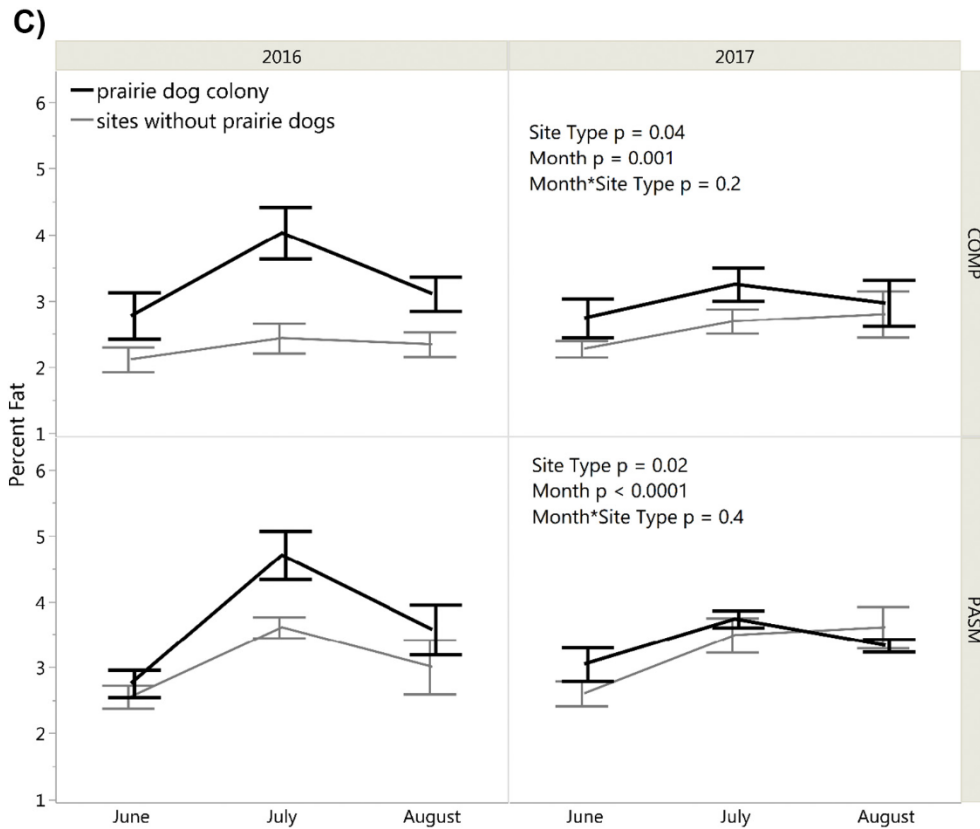 C)
2016
2017
prairie dog colony
sites without prairie dogs
Site Type p = 0.04
Month p = 0.001
Month*Site Type p = 0.2
COMP
6
5
4
3
2
1
Percent Fat
Site Type p = 0.02
Month p < 0.0001
Month*Site Type p = 0.4
PASM
6
5
4
3
2
1
June
July
August
June
July
August